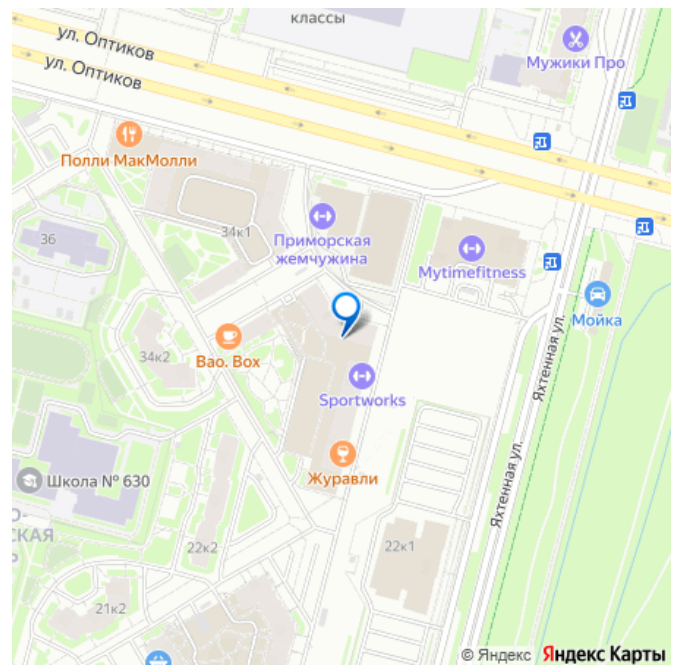 классы
ул. Оптиков
Мужики Про
ул. Оптиков
Полли МакМолли
34к1
36
Приморская
жемчужина
Mytimefitness
Мойка
34к2
Bao. Box
Sportworks
Яхтенная ул.
Журавли
Школа № 630
О-
СКАЯ
Ь
Яхтенная ул.
22к2
22к1
21к2
© Яндекс Яндекс Карты